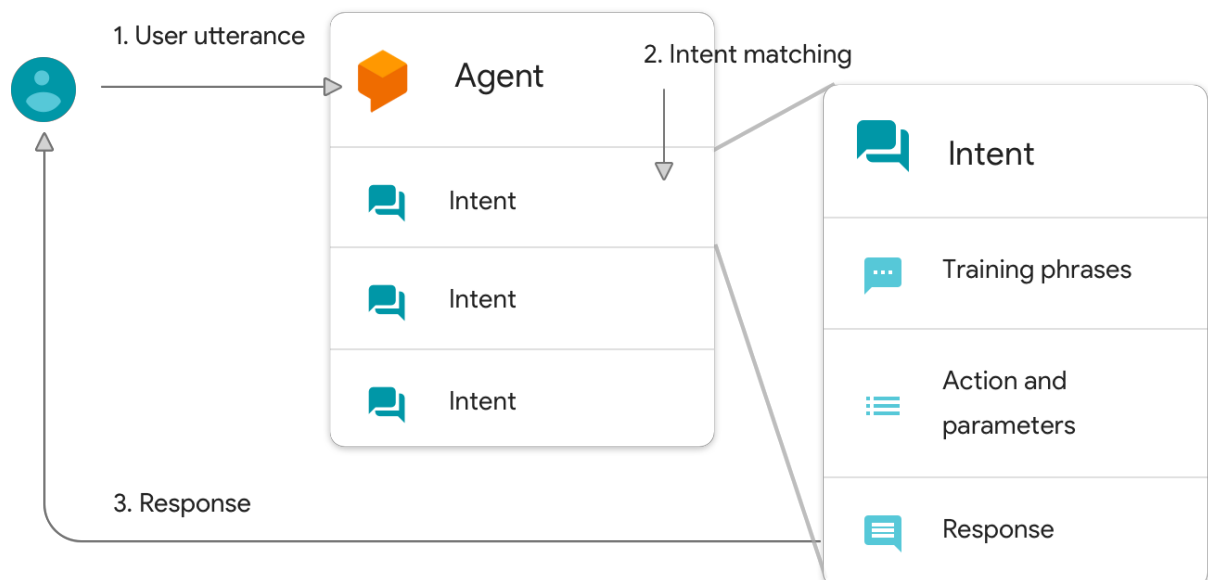 1. User utterance
Agent
2. Intent matching
Intent
Intent
Intent
Intent
Training phrases
Action and
parameters
Response
3. Response